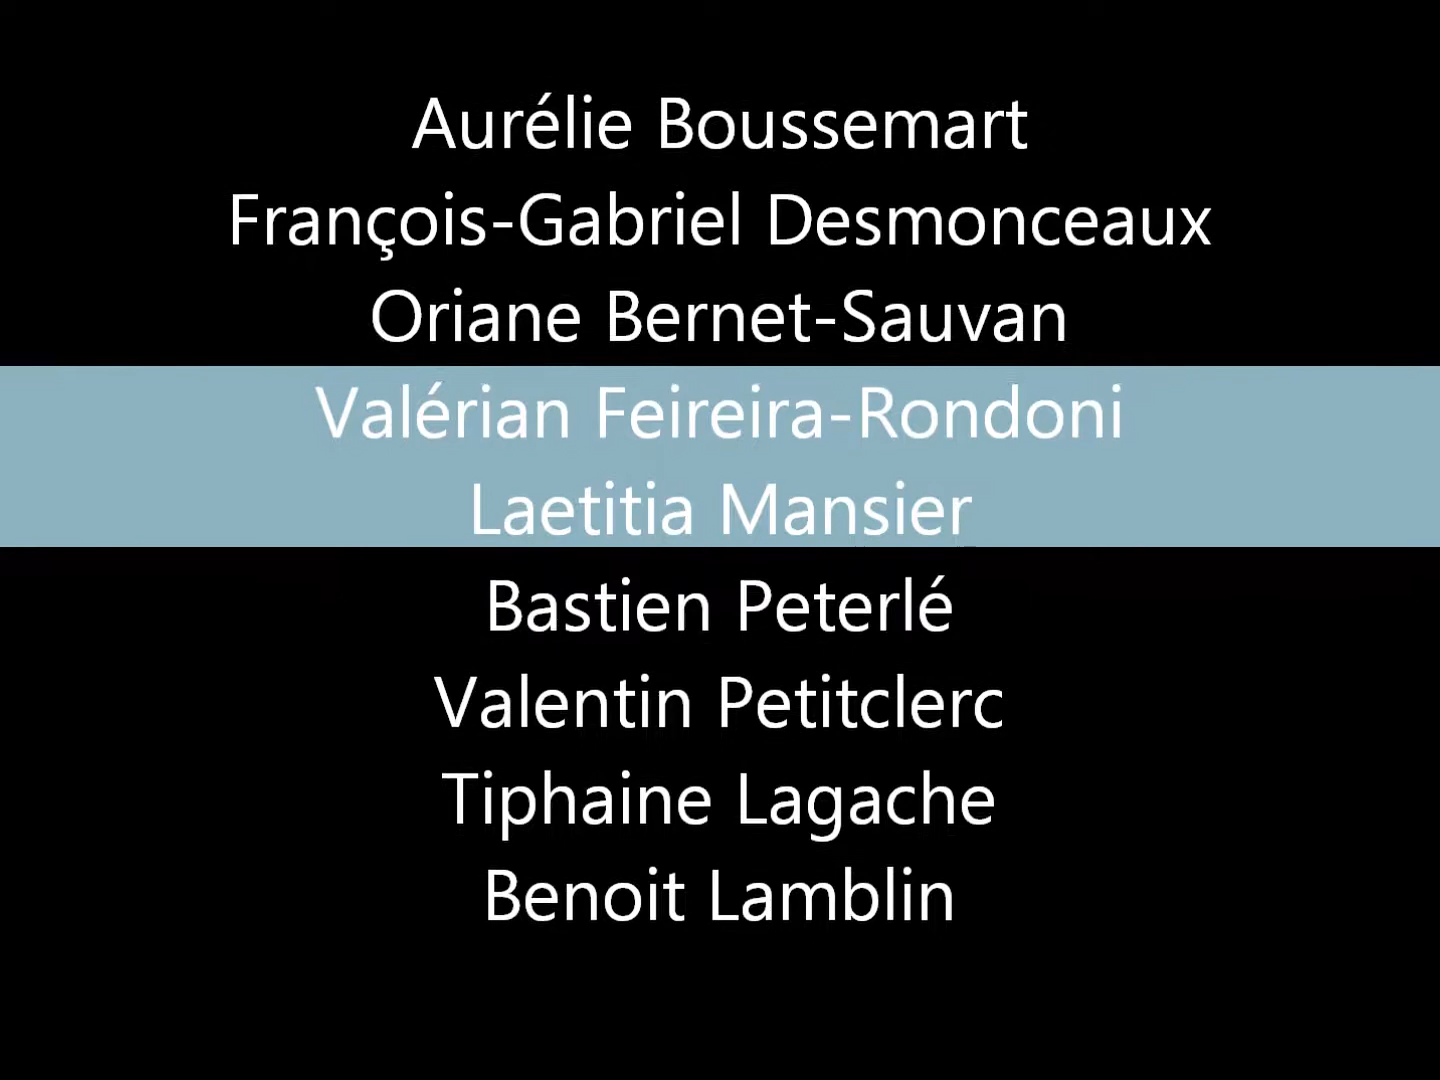 Aurélie Boussemart
François-Gabriel Desmonceaux
Oriane Bernet-Sauvan
Valérian Feireira-Rondoni
Laetitia Mansier
Bastien Peterlé
Valentin Petitclerc
Tiphaine Lagache
Benoit Lamblin